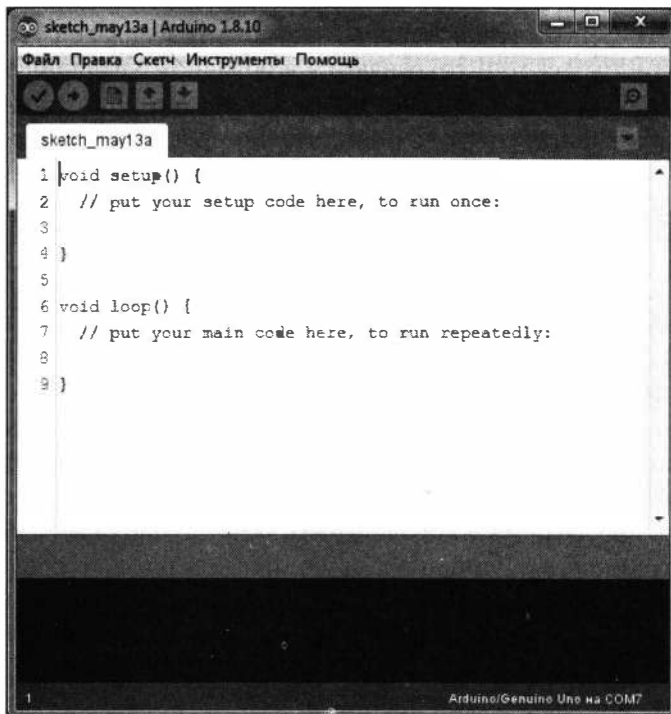 sketch_may13a | Arduino 1.8.10
Файл Правка Скетч Инструменты Помощь
sketch_may13a
1 void setup() {
2 // put your setup code here, to run once:
3
4 }
5
6 void loop() {
7 // put your main code here, to run repeatedly:
8
9 }
1 Arduino/Genuino Uno на COM7